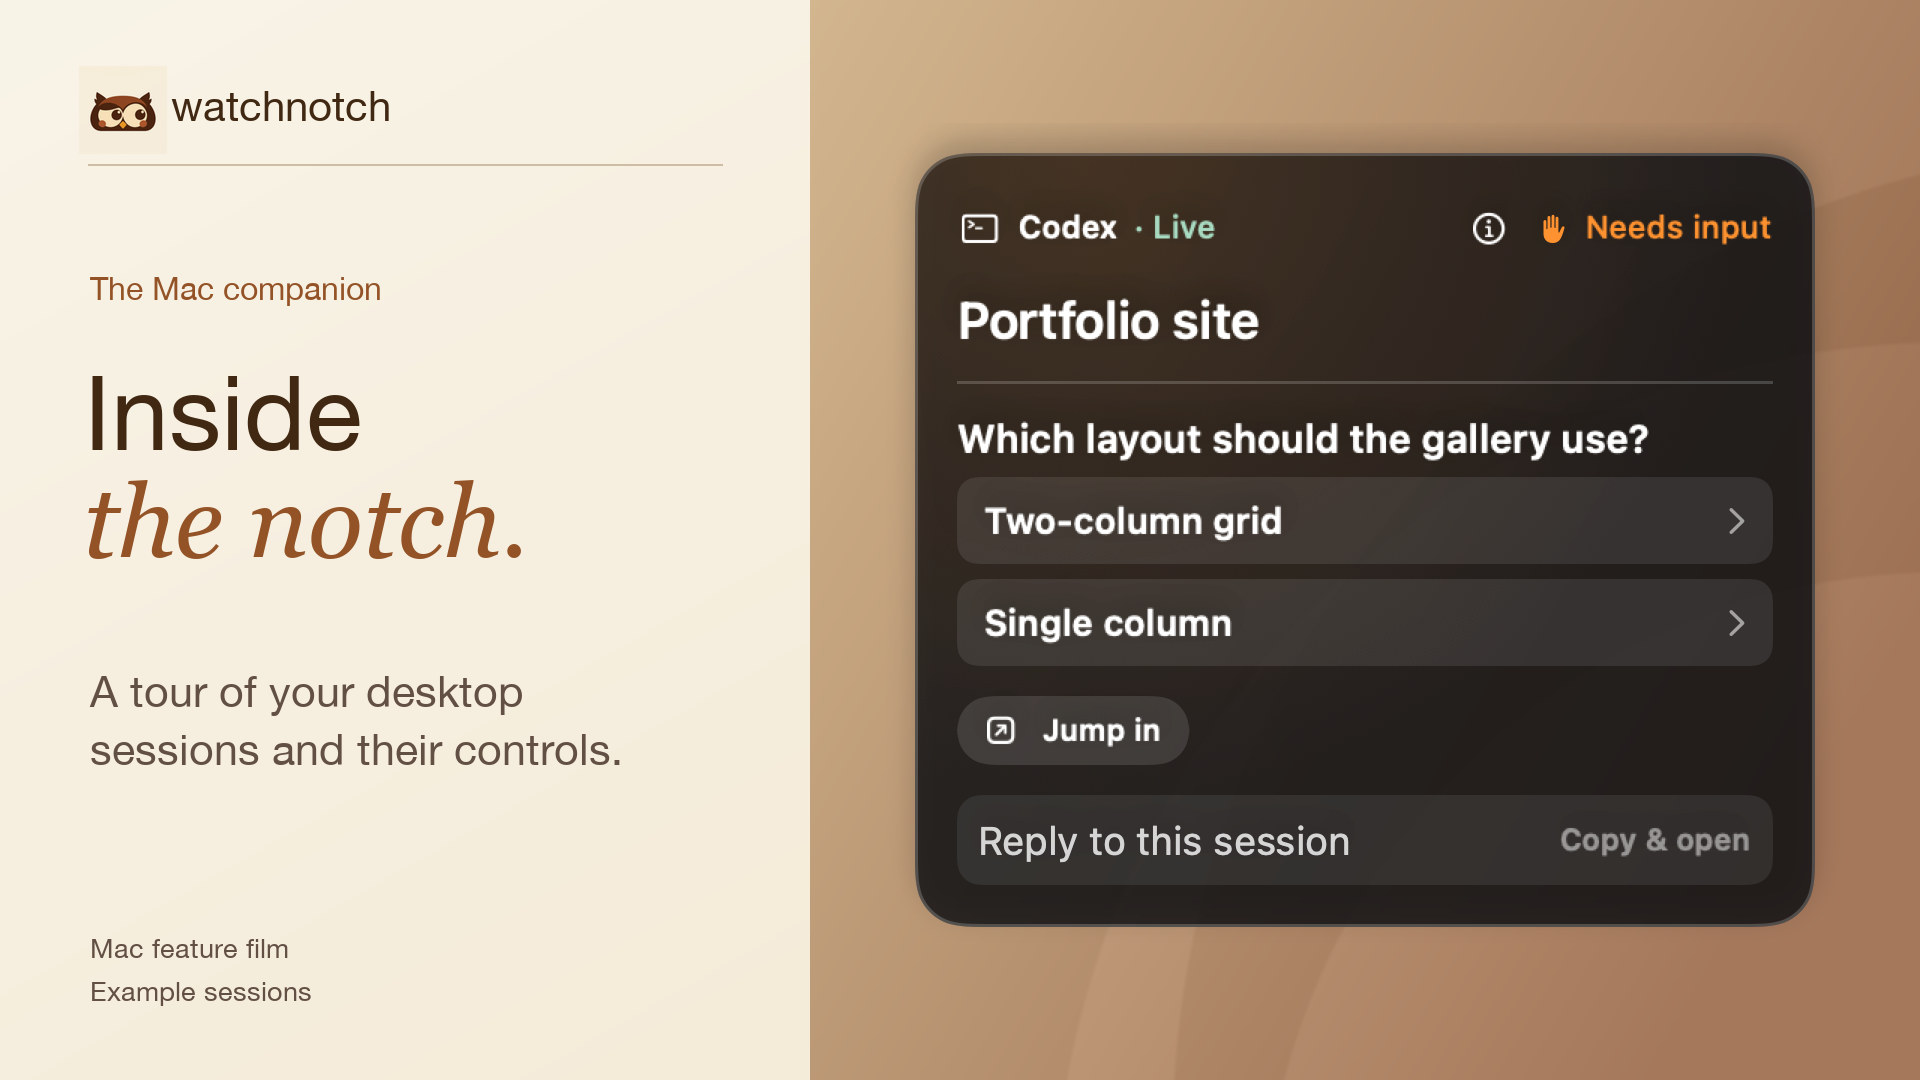 watchnotch
The Mac companion
Inside
the notch.
A tour of your desktop
sessions and their controls.
Mac feature film
Example sessions
Codex · Live
Needs input
Portfolio site
Which layout should the gallery use?
Two-column grid
Single column
Jump in
Reply to this session
Copy & open